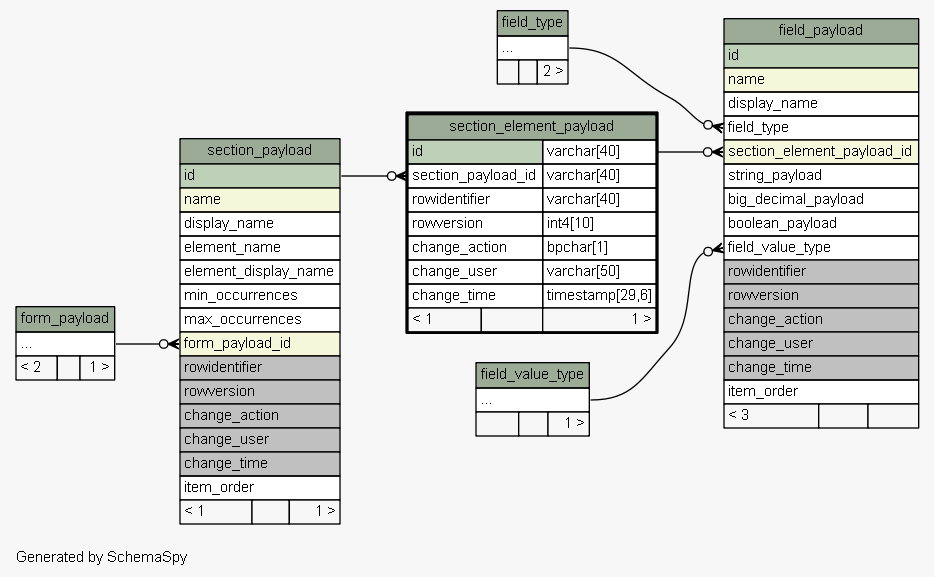 field_type
...
2 >
field_payload
id
name
display_name
field_type
section_element_payload_id
string_payload
big_decimal_payload
boolean_payload
field_value_type
rowidentifier
rowversion
change_action
change_user
change_time
item_order
< 3
section_element_payload
id varchar[40]
section_payload_id varchar[40]
rowidentifier varchar[40]
rowversion int4[10]
change_action bpchar[1]
change_user varchar[50]
change_time timestamp[29,6]
< 1 1 >
section_payload
id
name
display_name
element_name
element_display_name
min_occurrences
max_occurrences
form_payload_id
rowidentifier
rowversion
change_action
change_user
change_time
item_order
< 1 1 >
form_payload
...
< 2 1 >
field_value_type
...
1 >
Generated by SchemaSpy